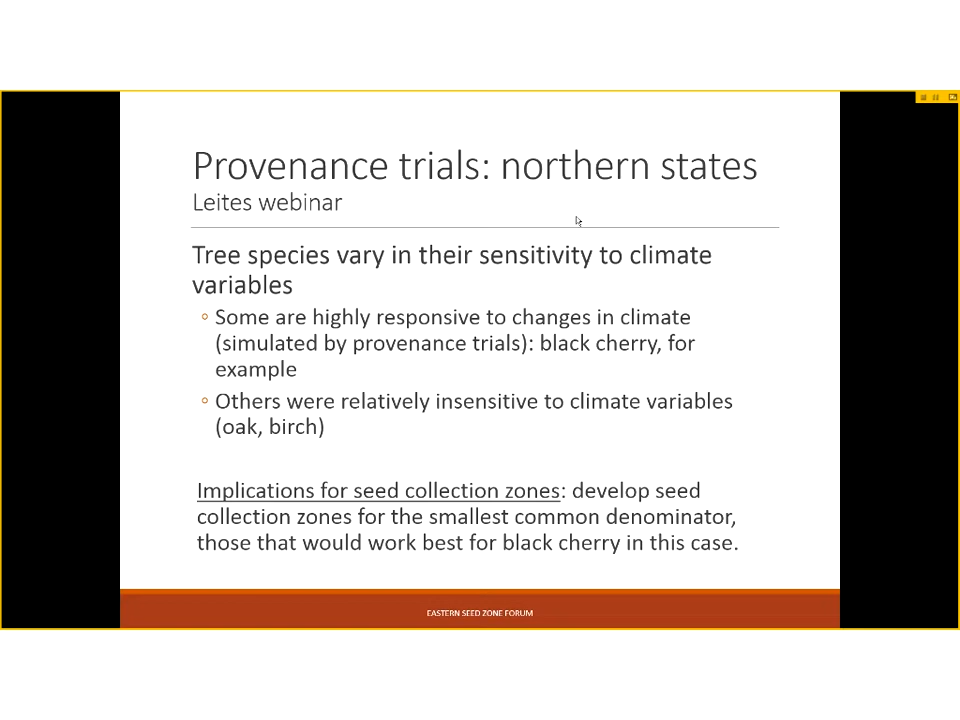 Provenance trials: northern states
Leites webinar
Tree species vary in their sensitivity to climate
variables
◦ Some are highly responsive to changes in climate
(simulated by provenance trials): black cherry, for
example
◦ Others were relatively insensitive to climate variables
(oak, birch)
Implications for seed collection zones: develop seed
collection zones for the smallest common denominator,
those that would work best for black cherry in this case.
EASTERN SEED ZONE FORUM